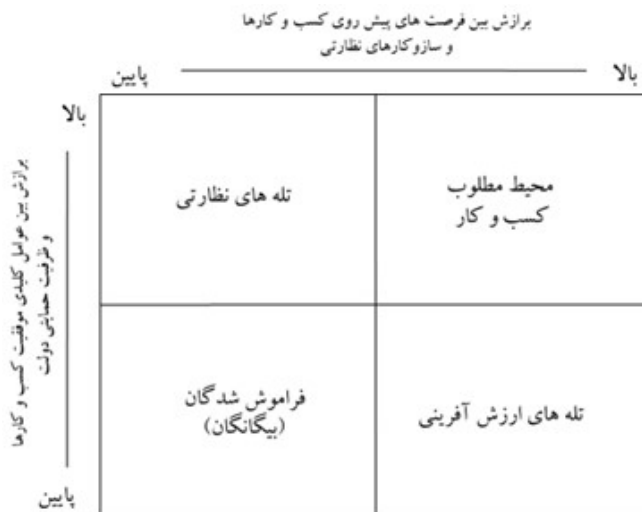 برازش بین فرصت های پیش روی کسب و کارها
و سازوکارهای نظارتی
بالا
پایین
بالا
برازش بین عوامل کلیدی موفقیت کسب و کارها
و ظرفیت حمایتی دولت
پایین
محیط مطلوب
کسب و کار
تله های نظارتی
تله های ارزش آفرینی
فراموش شدگان
(بیگانگان)